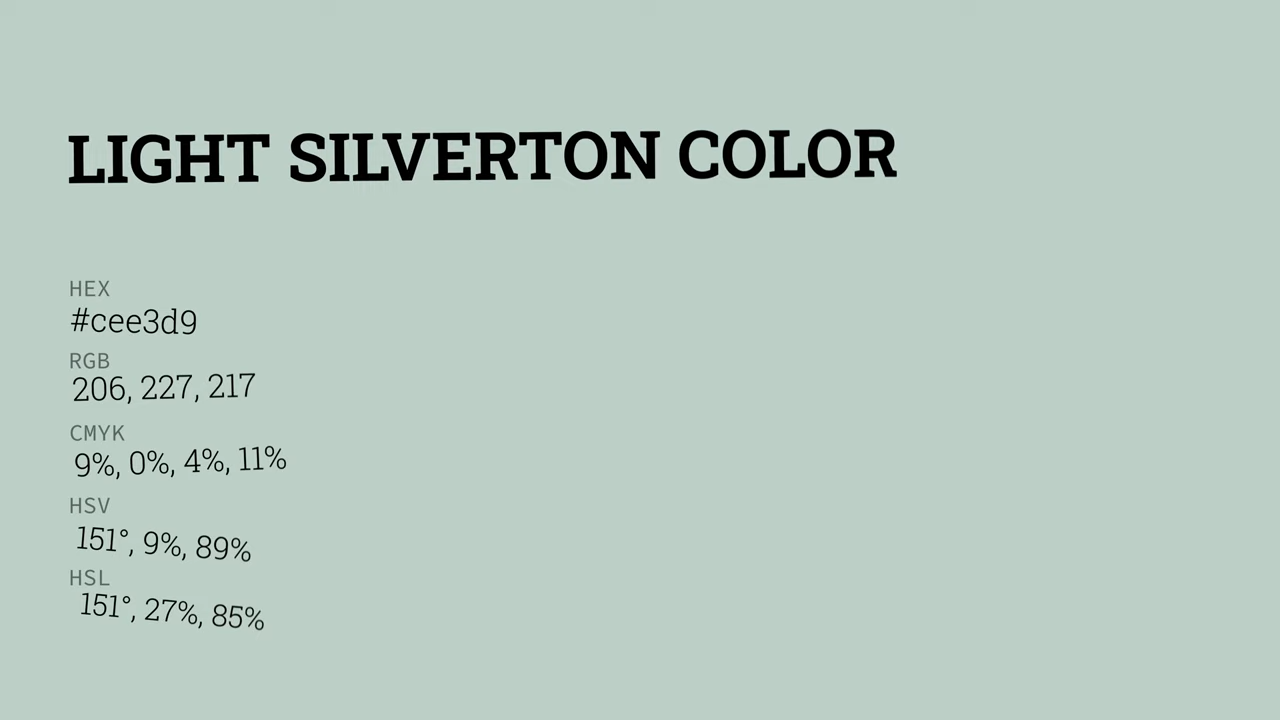 LIGHT SILVERTON COLOR
HEX
#cee3d9
RGB
206, 227, 217
CMYK
9%, 0%, 4%, 11%
HSV
151°, 9%, 89%
HSL
151°, 27%, 85%